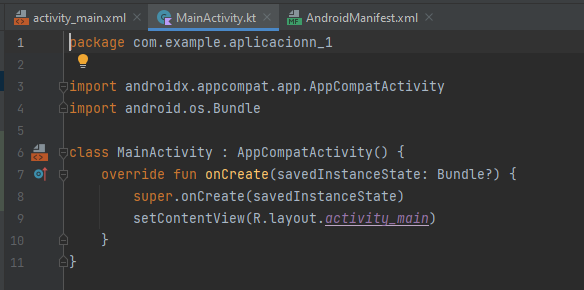 activity_main.xml MainActivity.kt AndroidManifest.xml
1 package com.example.aplicacionn_1
2
3 import androidx.appcompat.app.AppCompatActivity
4 import android.os.Bundle
5
6 class MainActivity : AppCompatActivity() {
7 override fun onCreate(savedInstanceState: Bundle?) {
8 super.onCreate(savedInstanceState)
9 setContentView(R.layout.activity_main)
10 }
11 }